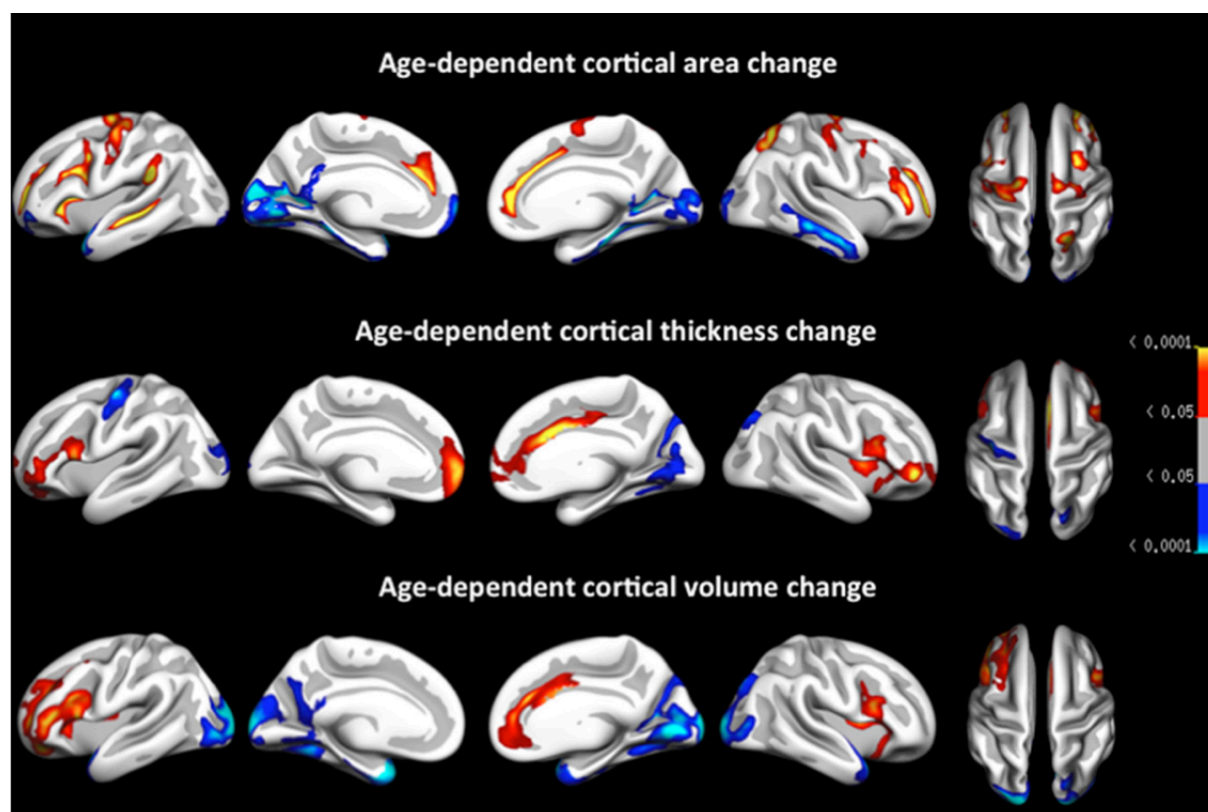 Age-dependent cortical area change
Age-dependent cortical thickness change
< 0.0001
< 0.05
< 0.05
< 0.0001
Age-dependent cortical volume change